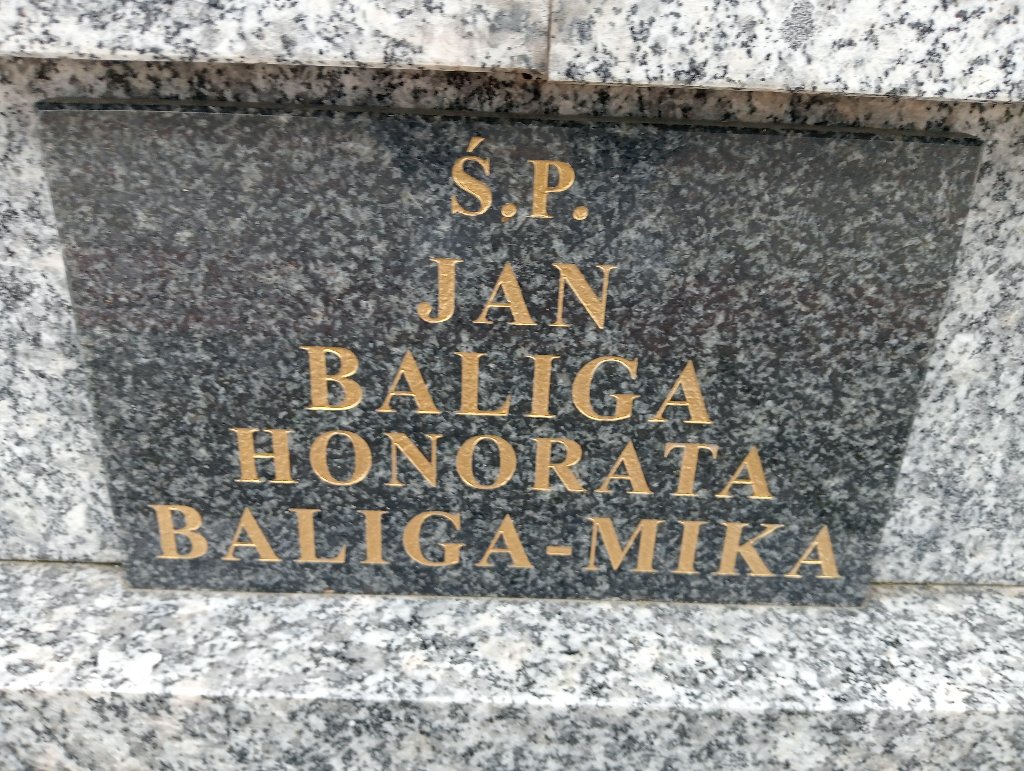 Ś.P.
JAN
BALIGA
HONORATA
BALIGA-MIKA